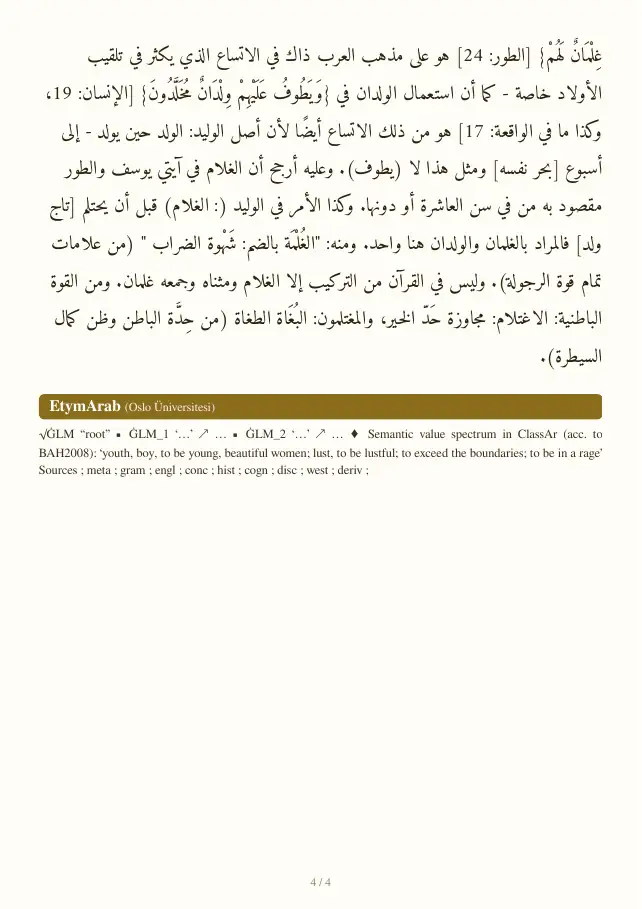 غِلْمَانٌ لَهُمْ} [الطور: 24] هو على مذهب العرب ذاك في الاتساع الذي يكثر في تلقيب
الأولاد خاصة - كما أن استعمال الولدان في {وَيَطُوفُ عَلَيْهِمْ وِلْدَانٌ مُخَلَّدُونَ} [الإنسان: 19،
وكذا ما في الواقعة: 17] هو من ذلك الاتساع أيضًا لأن أصل الوليد: الولد حين يولد - إلى
أسبوع [بحر نفسه] ومثل هذا لا (يطوف). وعليه أرجح أن الغلام في آيتي يوسف والطور
مقصود به من في سن العاشرة أو دونها. وكذا الأمر في الوليد (: الغلام) قبل أن يحتلم [تاج
ولد] فالمراد بالغلمان والولدان هنا واحد. ومنه: "الغُلْمَة بالضم: شَهْوة الضراب " (من علامات
تمام قوة الرجولة). وليس في القرآن من التركيب إلا الغلام ومثناه وجمعه غلمان. ومن القوة
الباطنية: الاغتلام: مجاوزة حَدّ الخير، والمغتلمون: البُغَاة الطغاة (من حِدَّة الباطن وظن كمال
السيطرة).
EtymArab (Oslo Üniversitesi)
√ĠLM “root” ▪ ĠLM_1 ‘…’ ↗ … ▪ ĠLM_2 ‘…’ ↗ … ♦ Semantic value spectrum in ClassAr (acc. to
BAH2008): ‘youth, boy, to be young, beautiful women; lust, to be lustful; to exceed the boundaries; to be in a rage’
Sources ; meta ; gram ; engl ; conc ; hist ; cogn ; disc ; west ; deriv ;
4 / 4